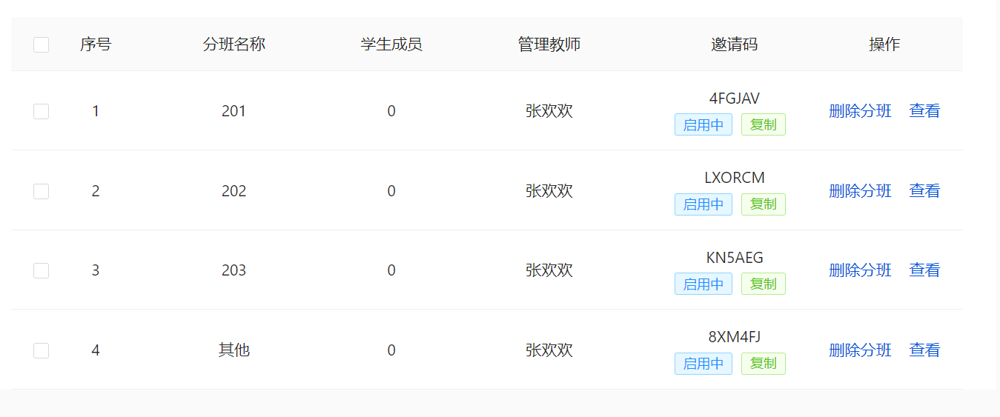 序号 分班名称 学生成员 管理教师 邀请码 操作
1 201 0 张欢欢 4FGJAV 删除分班 查看
启用中 复制
2 202 0 张欢欢 LXORCM 删除分班 查看
启用中 复制
3 203 0 张欢欢 KN5AEG 删除分班 查看
启用中 复制
4 其他 0 张欢欢 8XM4FJ 删除分班 查看
启用中 复制